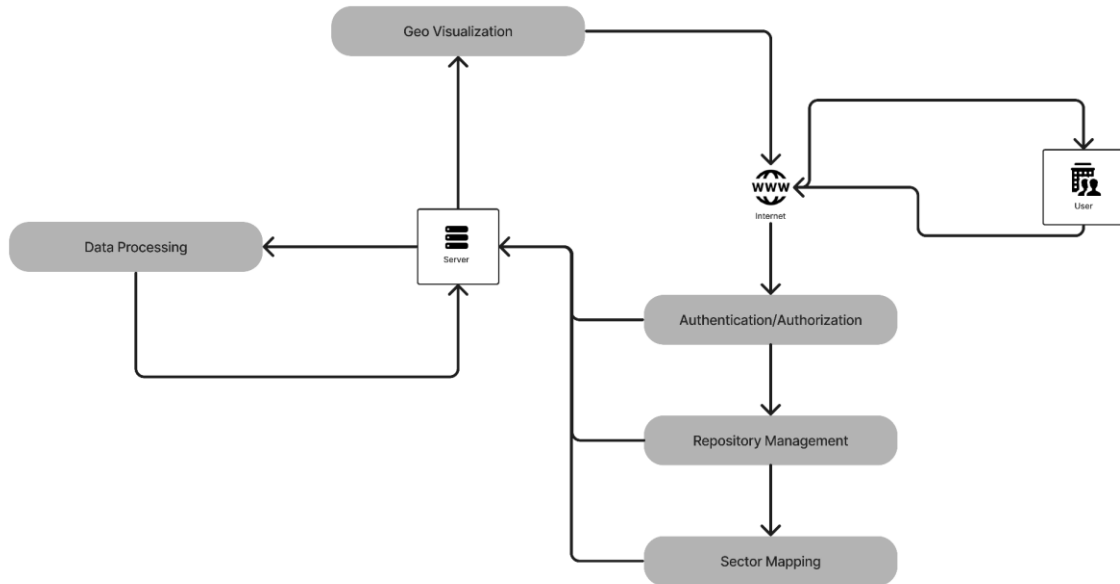 Geo Visualization
WWW
Internet
User
Data Processing
Server
Authentication/Authorization
Repository Management
Sector Mapping